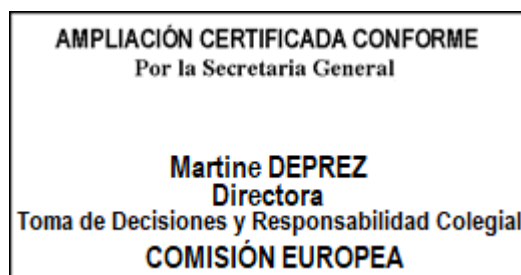 AMPLIACIÓN CERTIFICADA CONFORME
Por la Secretaria General
Martine DEPREZ
Directora
Toma de Decisiones y Responsabilidad Colegial
COMISIÓN EUROPEA